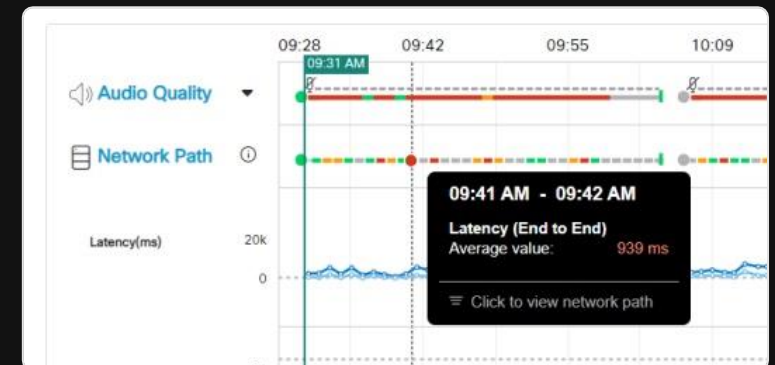 09:28 09:42 09:55 10:09
09:31 AM
Audio Quality
Network Path
09:41 AM - 09:42 AM
Latency (End to End)
Average value: 939 ms
Click to view network path
Latency(ms)
20k
0